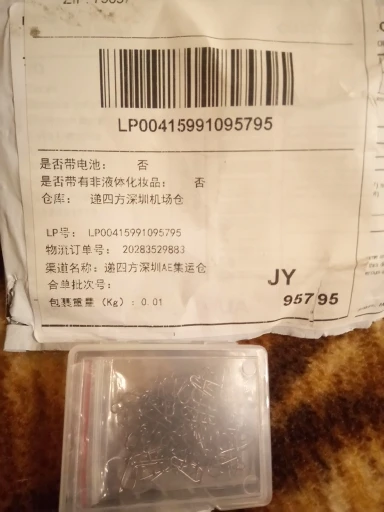 LP00415991095795
是否带电池： 否
是否带有非液体化妆品： 否
仓库： 递四方深圳机场仓
LP号： LP00415991095795
物流订单号： 20283529883
渠道名称：递四方深圳AE集运仓
合单批次号：
包裹重量（Kg）：0.01
JY
95795